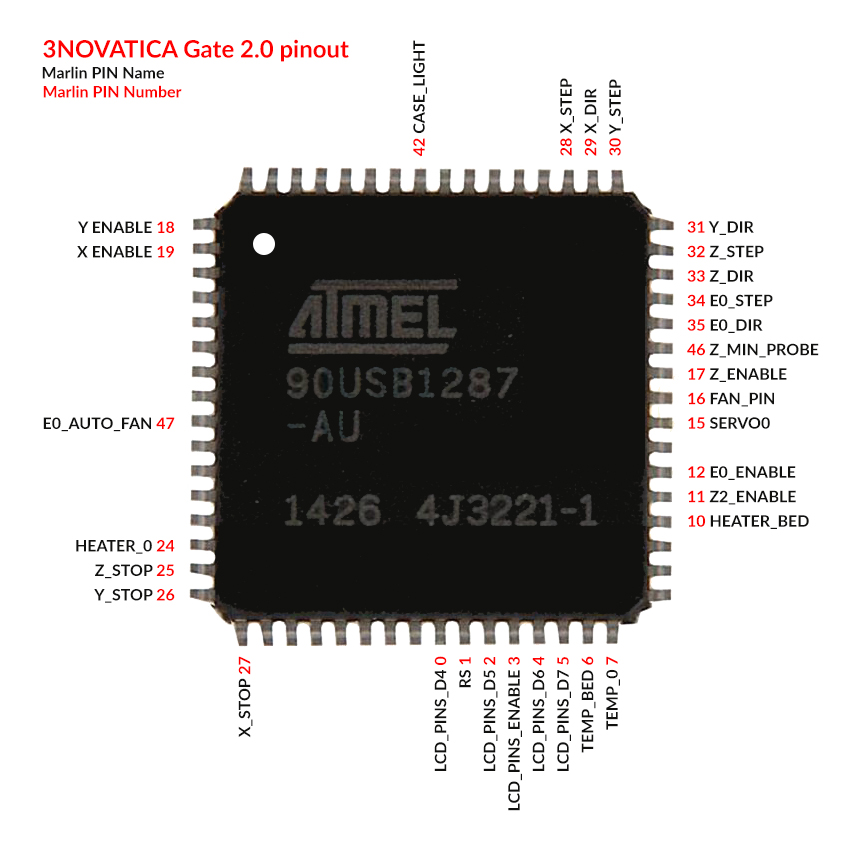 3NOVATICA Gate 2.0 pinout
Marlin PIN Name
Marlin PIN Number
42 CASE_LIGHT
28 X_STEP
29 X_DIR
30 Y_STEP
Y ENABLE 18
X ENABLE 19
E0_AUTO_FAN 47
HEATER_0 24
Z_STOP 25
Y_STOP 26
ATMEL
90USB1287
-AU
1426 4J3221-1
31 Y_DIR
32 Z_STEP
33 Z_DIR
34 E0_STEP
35 E0_DIR
46 Z_MIN_PROBE
17 Z_ENABLE
16 FAN_PIN
15 SERVO0
12 E0_ENABLE
11 Z2_ENABLE
10 HEATER_BED
X_STOP 27
LCD_PINS_D4 0
RS 1
LCD_PINS_D5 2
LCD_PINS_ENABLE 3
LCD_PINS_D6 4
LCD_PINS_D7 5
TEMP_BED 6
TEMP_0 7